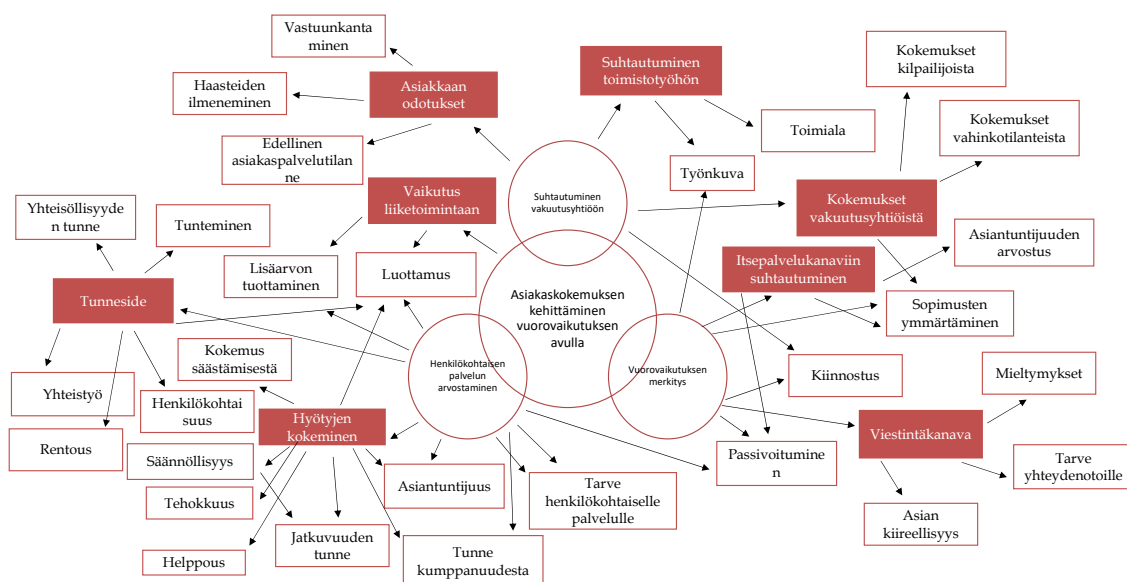 Vastuunkanta
minen
Haasteiden
ilmeneminen
Asiakkaan
odotukset
Edellinen
asiakaspalvelutila
nne
Suhtautuminen
toimistotyöhön
Kokemukset
kilpailijoista
Toimiala
Työnkuva
Kokemukset
vahinkotilanteista
Kokemukset
vakuutusyhtiöistä
Vaikutus
liiketoimintaan
Suhtautuminen
vakuutusyhtiöön
Yhteisöllisyyde
n tunne
Tunteminen
Asiantuntijuuden
arvostus
Itsepalvelukanaviin
suhtautuminen
Lisäarvon
tuottaminen
Luottamus
Tunneside
Asiakaskokemuksen
kehittäminen
vuorovaikutuksen
avulla
Sopimusten
ymmärtäminen
Kokemus
säästämisestä
Henkilökohtaisen
palvelun
arvostaminen
Vuorovaikutuksen
merkitys
Kiinnostus
Mieltymykset
Yhteistyö
Henkilökohtai
suus
Hyötyjen
kokeminen
Viestintäkanava
Rentous
Säännöllisyys
Passivoitumine
n
Tarve
yhteydenotoille
Tehokkuus
Asiantuntijuus
Tarve
henkilökohtaiselle
palvelulle
Asian
kiireellisyys
Jatkuvuuden
tunne
Helppous
Tunne
kumppanuudesta